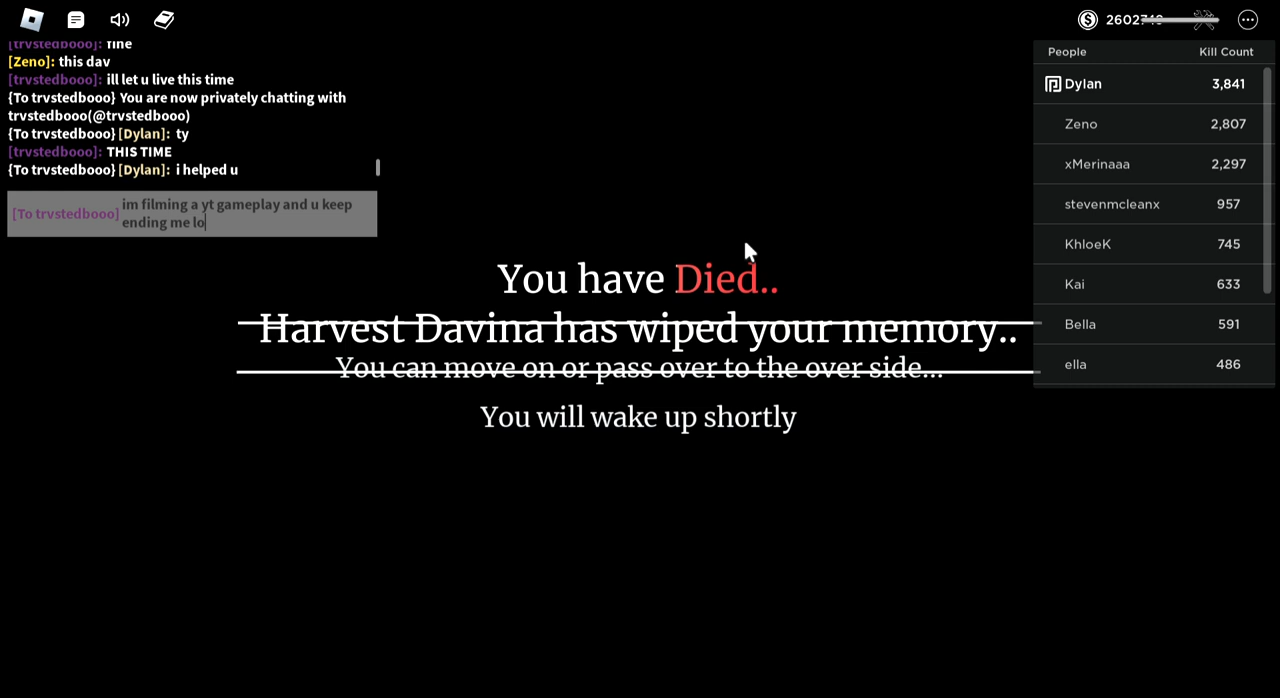 2602749
People Kill Count
Dylan 3,841
Zeno 2,807
xMerinaaa 2,297
stevenmcleanx 957
KhloeK 745
Kai 633
Bella 591
ella 486
[trvstedbooo]: fine
[Zeno]: this dav
[trvstedbooo]: ill let u live this time
{To trvstedbooo} You are now privately chatting with
trvstedbooo(@trvstedbooo)
{To trvstedbooo} [Dylan]: ty
[trvstedbooo]: THIS TIME
{To trvstedbooo} [Dylan]: i helped u
[To trvstedbooo] im filming a yt gameplay and u keep
ending me lo
You have Died..
Harvest Davina has wiped your memory..
You can move on or pass over to the over side...
You will wake up shortly